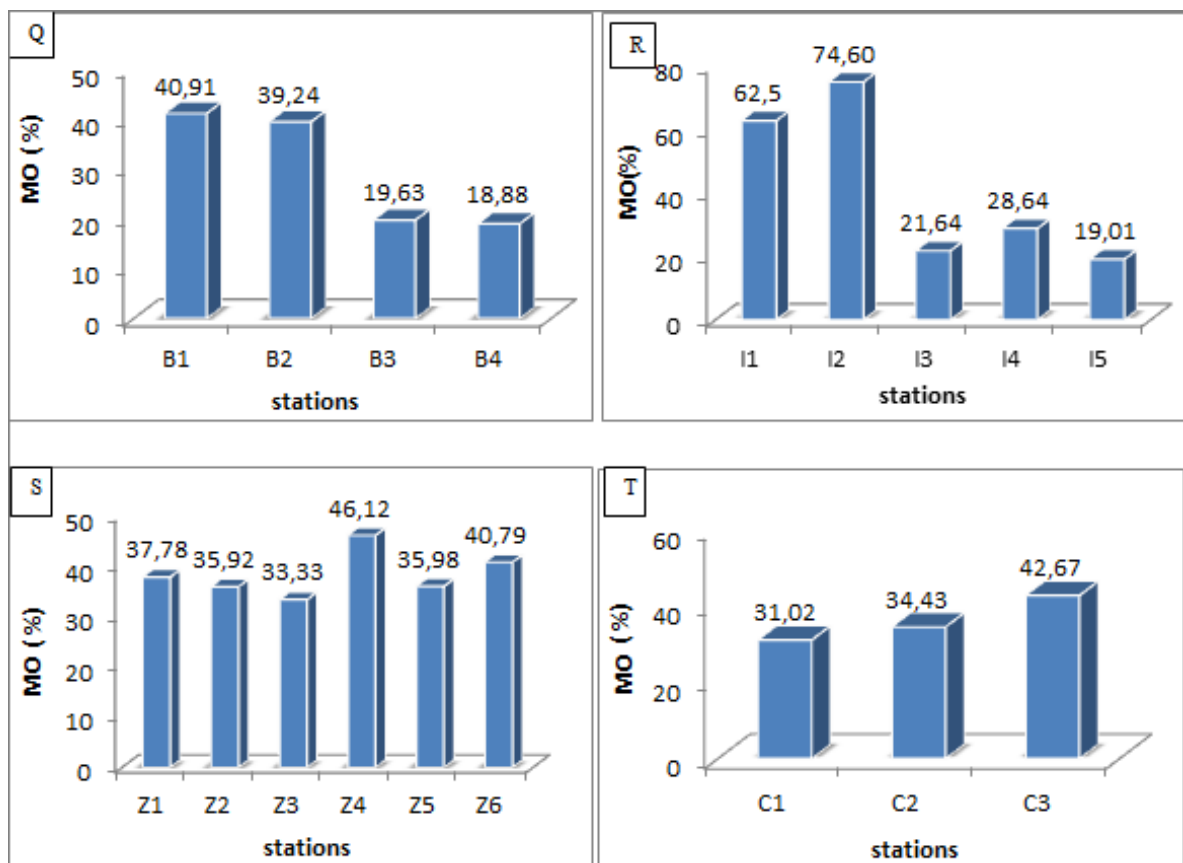 Q
MO ( %)
50
40
30
20
10
0
40,91
39,24
19,63
18,88
B1 B2 B3 B4
stations
R
MO(%)
80
60
40
20
0
62,5
74,60
21,64
28,64
19,01
I1 I2 I3 I4 I5
stations
S
MO ( %)
50
40
30
20
10
0
37,78
35,92
33,33
46,12
35,98
40,79
Z1 Z2 Z3 Z4 Z5 Z6
stations
T
MO ( %)
60
40
20
0
31,02
34,43
42,67
C1 C2 C3
stations